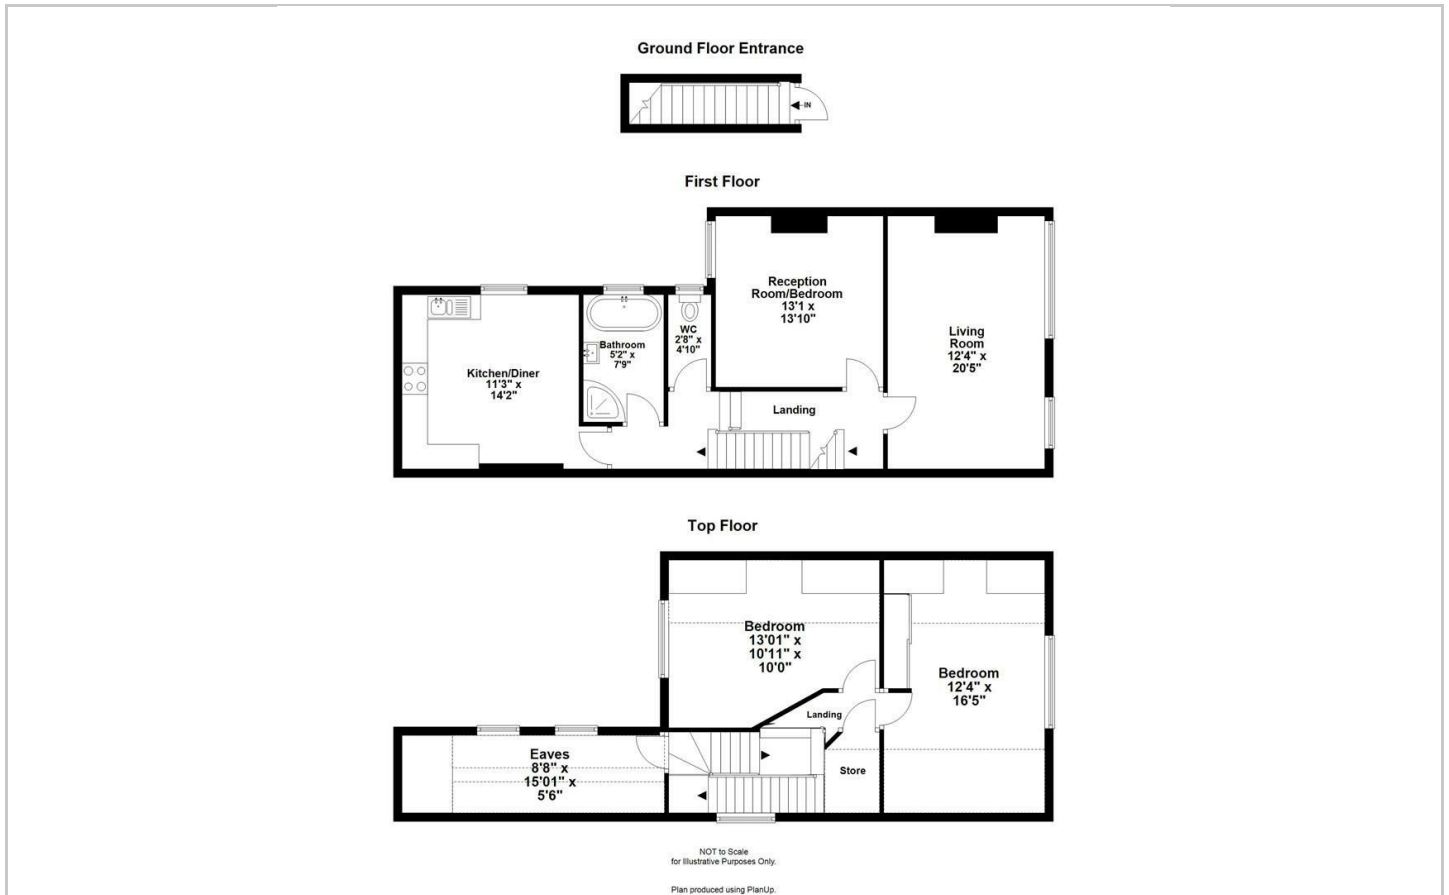 Ground Floor Entrance
IN
First Floor
Reception
Room/Bedroom
13'1 x
13'10"
Living
Room
12'4" x
20'5"
WC
2'8" x
4'10"
Bathroom
5'2" x
7'9"
Kitchen/Diner
11'3" x
14'2"
Landing
Top Floor
Bedroom
13'01" x
10'11" x
10'0"
Bedroom
12'4" x
16'5"
Landing
Store
Eaves
8'8" x
15'01" x
5'6"
NOT to Scale
for Illustrative Purposes Only.
Plan produced using PlanUp.